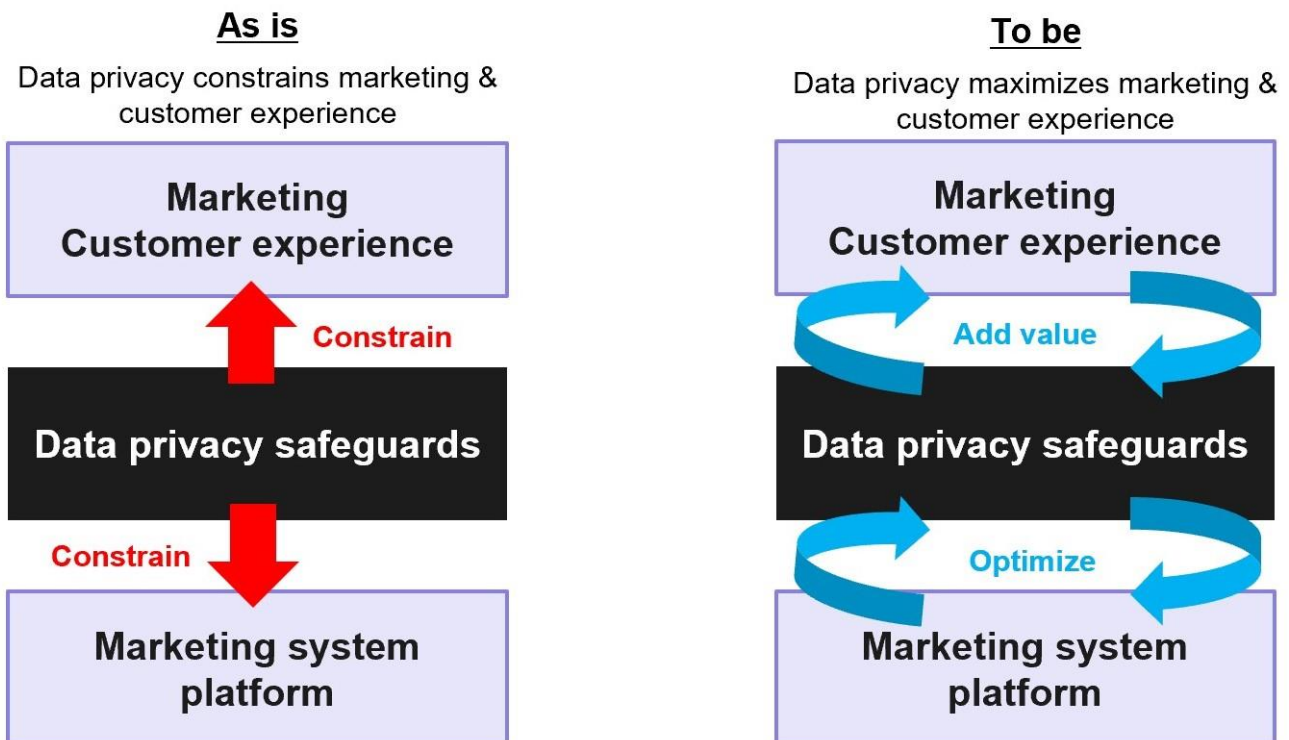 As is
Data privacy constrains marketing &
customer experience
Marketing
Customer experience
Constrain
Data privacy safeguards
Constrain
Marketing system
platform
To be
Data privacy maximizes marketing &
customer experience
Marketing
Customer experience
Add value
Data privacy safeguards
Optimize
Marketing system
platform